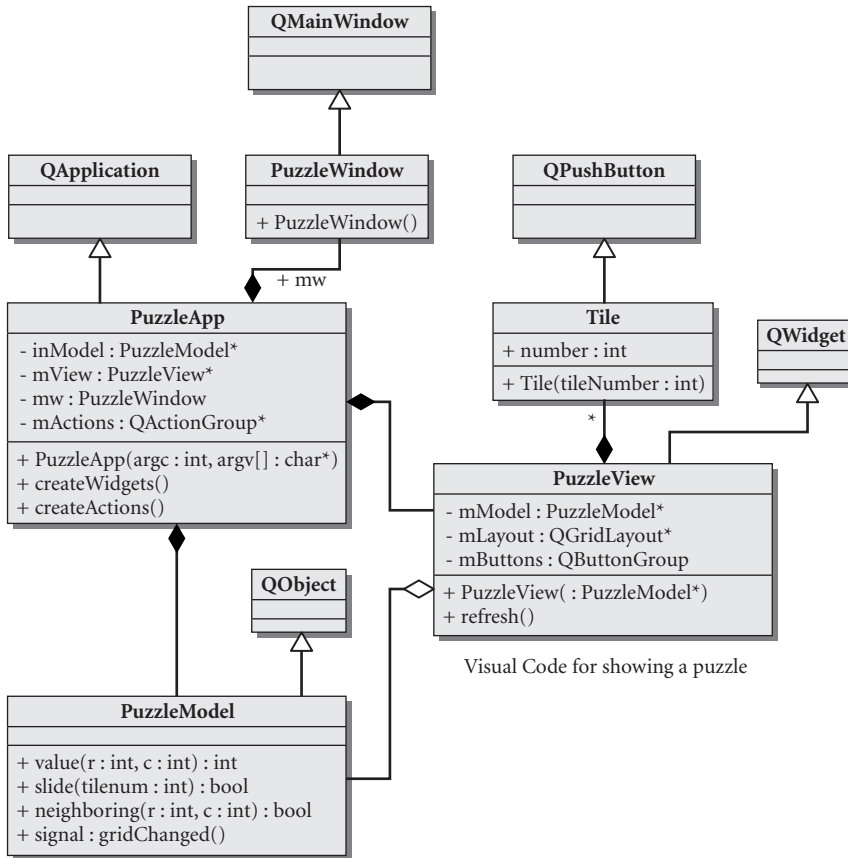 QMainWindow
QApplication
PuzzleWindow
+ PuzzleWindow()
QPushButton
+ mw
PuzzleApp
- inModel : PuzzleModel*
- mView : PuzzleView*
- mw : PuzzleWindow
- mActions : QActionGroup*
+ PuzzleApp(argc : int, argv[] : char*)
+ createWidgets()
+ createActions()
Tile
+ number : int
+ Tile(tileNumber : int)
*
QWidget
PuzzleView
- mModel : PuzzleModel*
- mLayout : QGridLayout*
- mButtons : QButtonGroup
+ PuzzleView( : PuzzleModel*)
+ refresh()
Visual Code for showing a puzzle
QObject
PuzzleModel
+ value(r : int, c : int) : int
+ slide(tilenum : int) : bool
+ neighboring(r : int, c : int) : bool
+ signal : gridChanged()